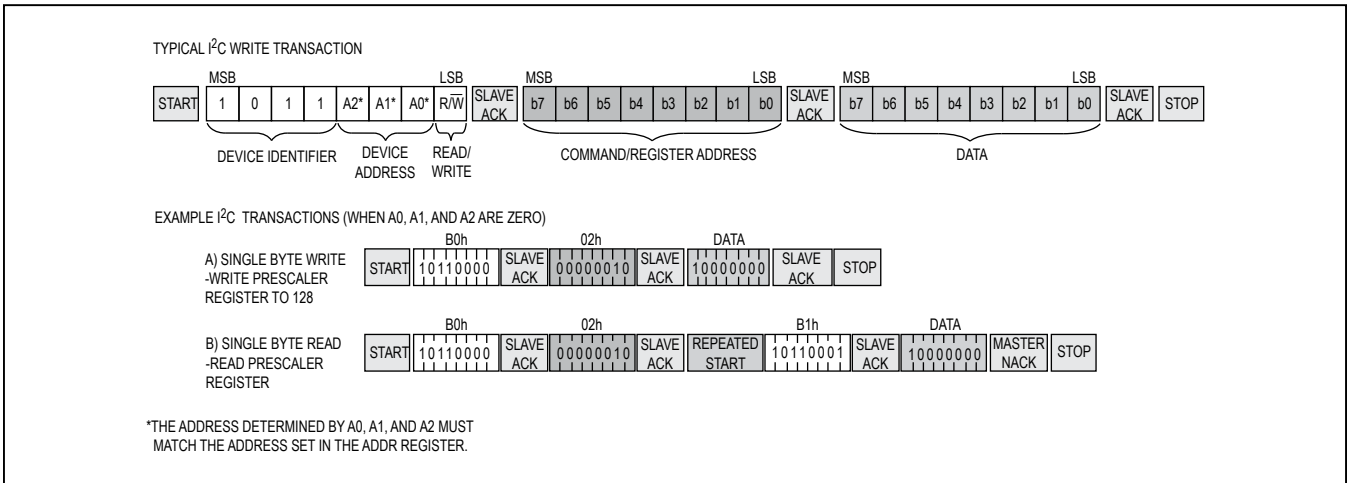 TYPICAL I2C WRITE TRANSACTION
MSB LSB MSB LSB MSB LSB
START 1 0 1 1 A2* A1* A0* R/W̅ SLAVE ACK b7 b6 b5 b4 b3 b2 b1 b0 SLAVE ACK b7 b6 b5 b4 b3 b2 b1 b0 SLAVE ACK STOP
DEVICE IDENTIFIER DEVICE ADDRESS READ/WRITE COMMAND/REGISTER ADDRESS DATA
EXAMPLE I2C TRANSACTIONS (WHEN A0, A1, AND A2 ARE ZERO)
B0h 02h DATA
A) SINGLE BYTE WRITE
-WRITE PRESCALER
REGISTER TO 128
START 10110000 SLAVE ACK 00000010 SLAVE ACK 10000000 SLAVE ACK STOP
B0h 02h B1h DATA
B) SINGLE BYTE READ
-READ PRESCALER
REGISTER
START 10110000 SLAVE ACK 00000010 SLAVE ACK REPEATED START 10110001 SLAVE ACK 10000000 MASTER NACK STOP
*THE ADDRESS DETERMINED BY A0, A1, AND A2 MUST
MATCH THE ADDRESS SET IN THE ADDR REGISTER.